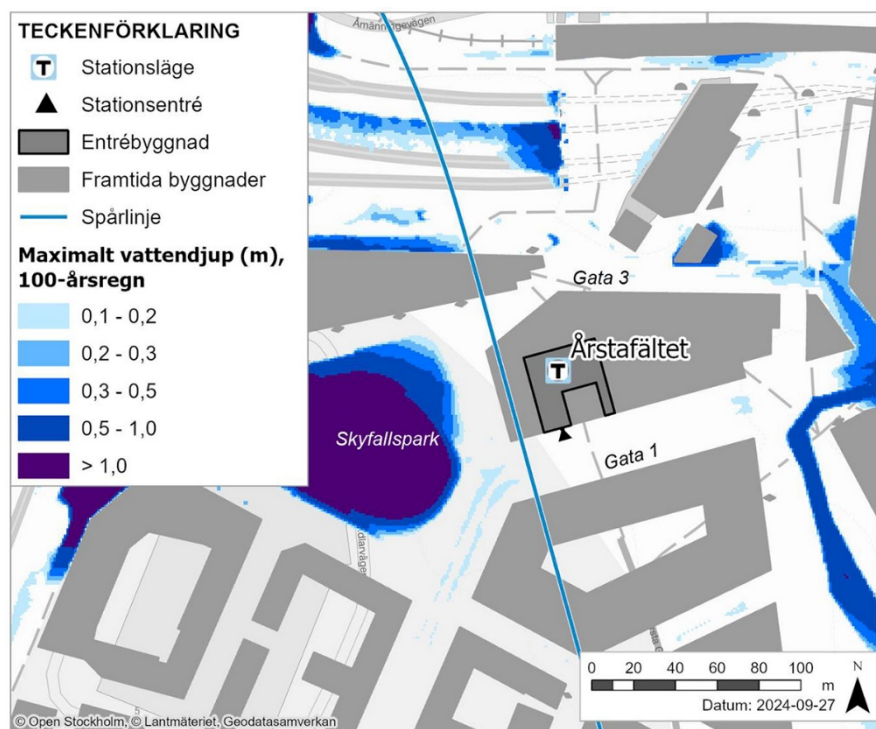 TECKENFÖRKLARING
Stationsläge
Stationsentré
Entrébyggnad
Framtida byggnader
Spårlinje
Maximalt vattendjup (m),
100-årsregn
0,1 - 0,2
0,2 - 0,3
0,3 - 0,5
0,5 - 1,0
> 1,0
Gata 3
T Årstafältet
Skyfallspark
Gata 1
0 20 40 60 80 100
m
N
Datum: 2024-09-27
© Open Stockholm, © Lantmäteriet, Geodatasamverkan